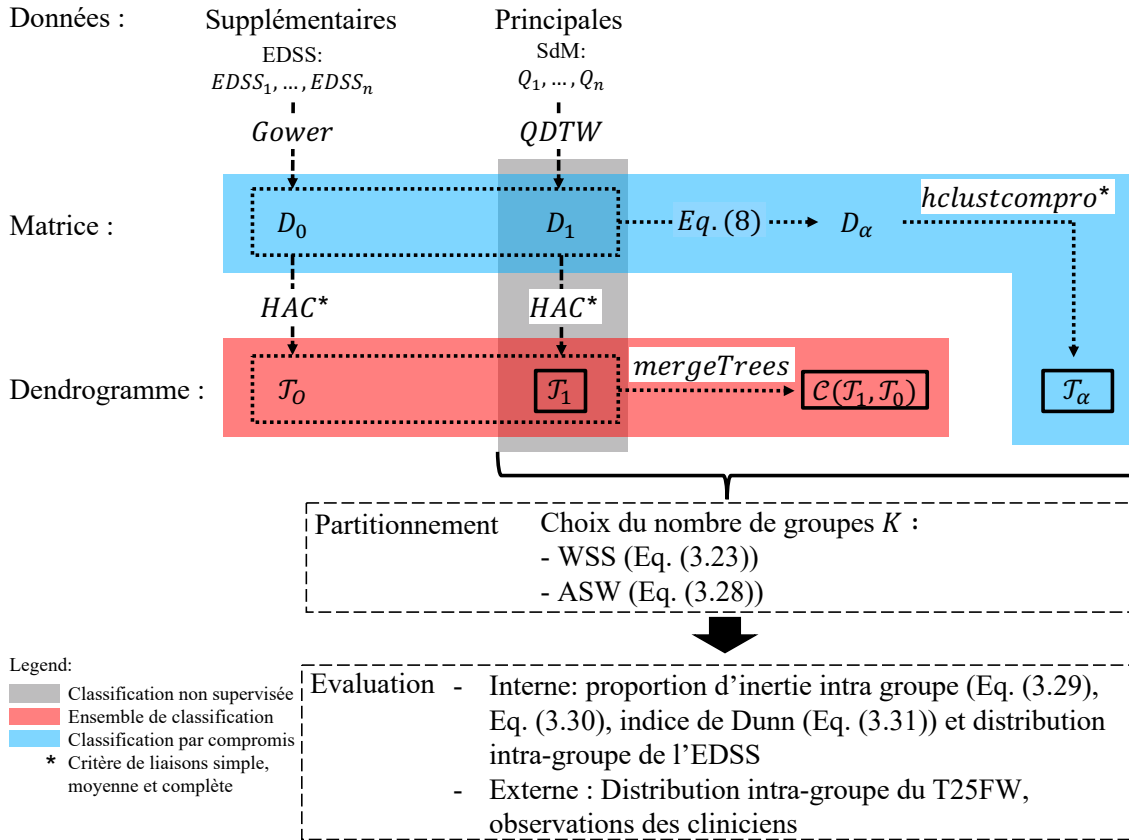 Données : Supplémentaires Principales
EDSS: SdM:
𝐸𝐷𝑆𝑆₁, … , 𝐸𝐷𝑆𝑆ₙ 𝑄₁, … , 𝑄ₙ
Gower QDTW
hclustcompro*
Matrice : D₀ D₁ Eq. (8) D_α
HAC* HAC*
mergeTrees
Dendrogramme : 𝒯_O 𝒯₁ 𝒞(𝒯₁, 𝒯₀) 𝒯_α
Partitionnement Choix du nombre de groupes K :
- WSS (Eq. (3.23))
- ASW (Eq. (3.28))
Legend:
Classification non supervisée
Ensemble de classification
Classification par compromis
* Critère de liaisons simple,
moyenne et complète
Evaluation - Interne: proportion d’inertie intra groupe (Eq. (3.29),
Eq. (3.30), indice de Dunn (Eq. (3.31)) et distribution
intra-groupe de l’EDSS
- Externe : Distribution intra-groupe du T25FW,
observations des cliniciens